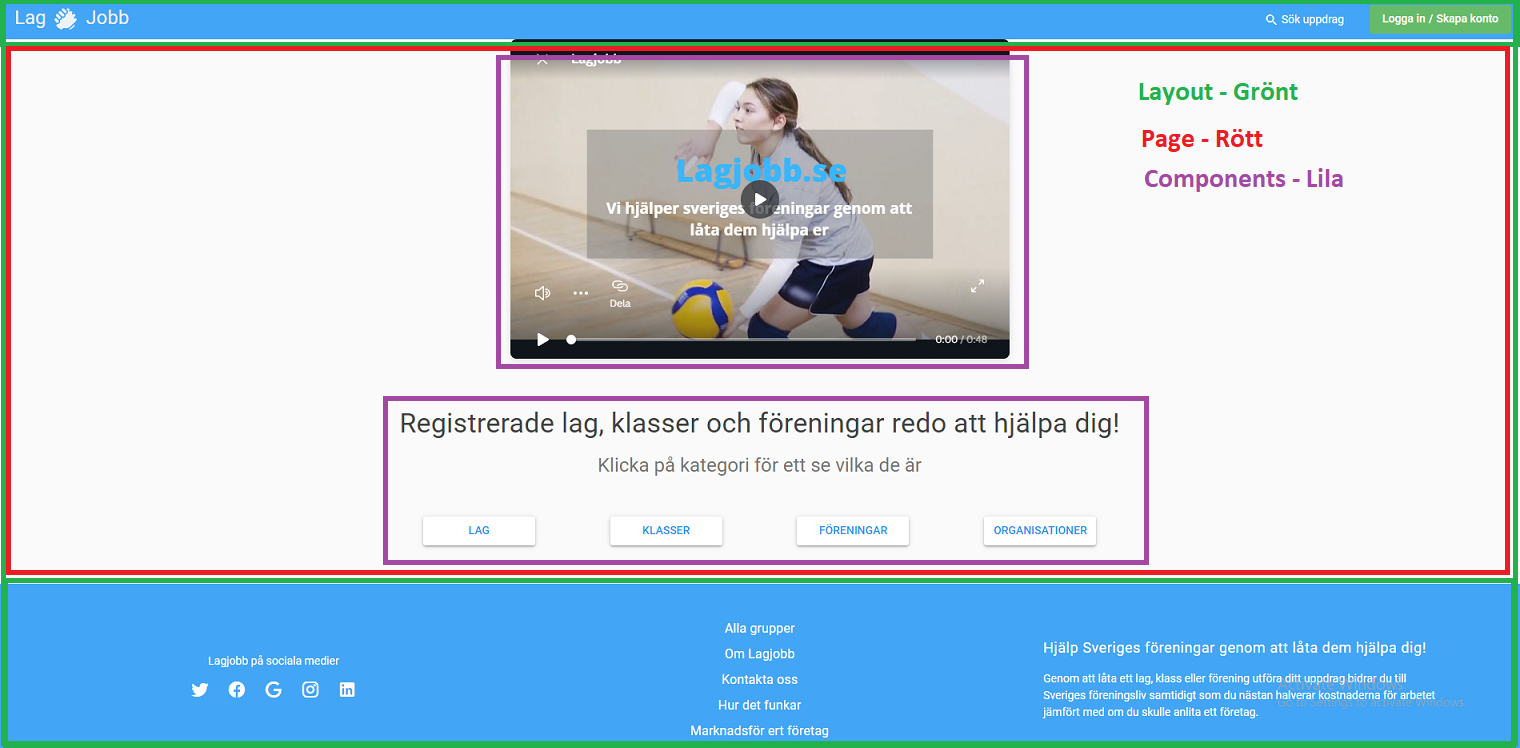 Lag Jobb
Sök uppdrag
Logga in / Skapa konto
Lagjobb
Layout - Grönt
Page - Rött
Components - Lila
Lagjobb.se
Vi hjälper sveriges föreningar genom att
låta dem hjälpa er
Dela
0:00 / 0:48
Registrerade lag, klasser och föreningar redo att hjälpa dig!
Klicka på kategori för ett se vilka de är
LAG
KLASSER
FÖRENINGAR
ORGANISATIONER
Lagjobb på sociala medier
Alla grupper
Om Lagjobb
Kontakta oss
Hur det funkar
Marknadsför ert företag
Hjälp Sveriges föreningar genom att låta dem hjälpa dig!
Genom att låta ett lag, klass eller förening utföra ditt uppdrag bidrar du till
Sveriges föreningsliv samtidigt som du nästan halverar kostnaderna för arbetet
jämfört med om du skulle anlita ett företag.
Activate Windows
Go to Settings to activate Windows.